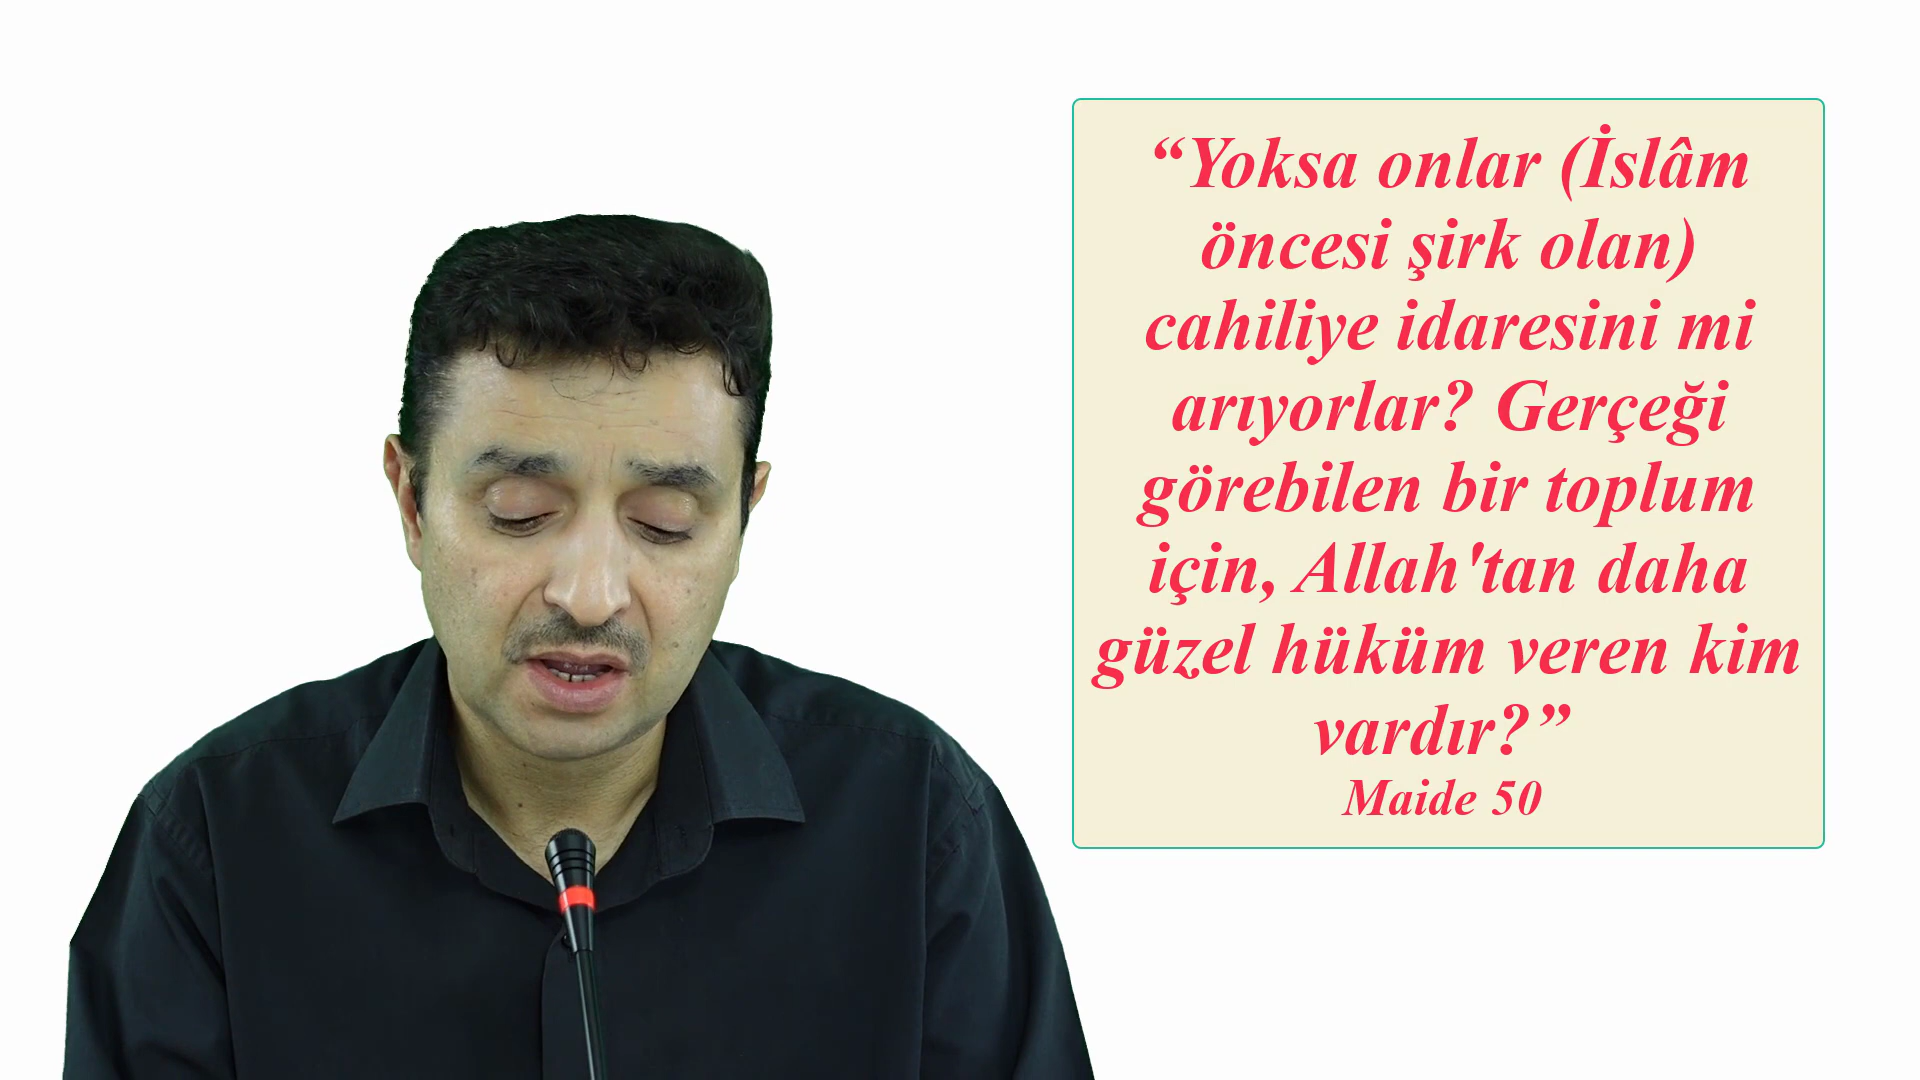 “Yoksa onlar (İslâm
öncesi şirk olan)
cahiliye idaresini mi
arıyorlar? Gerçeği
görebilen bir toplum
için, Allah'tan daha
güzel hüküm veren kim
vardır?”
Maide 50